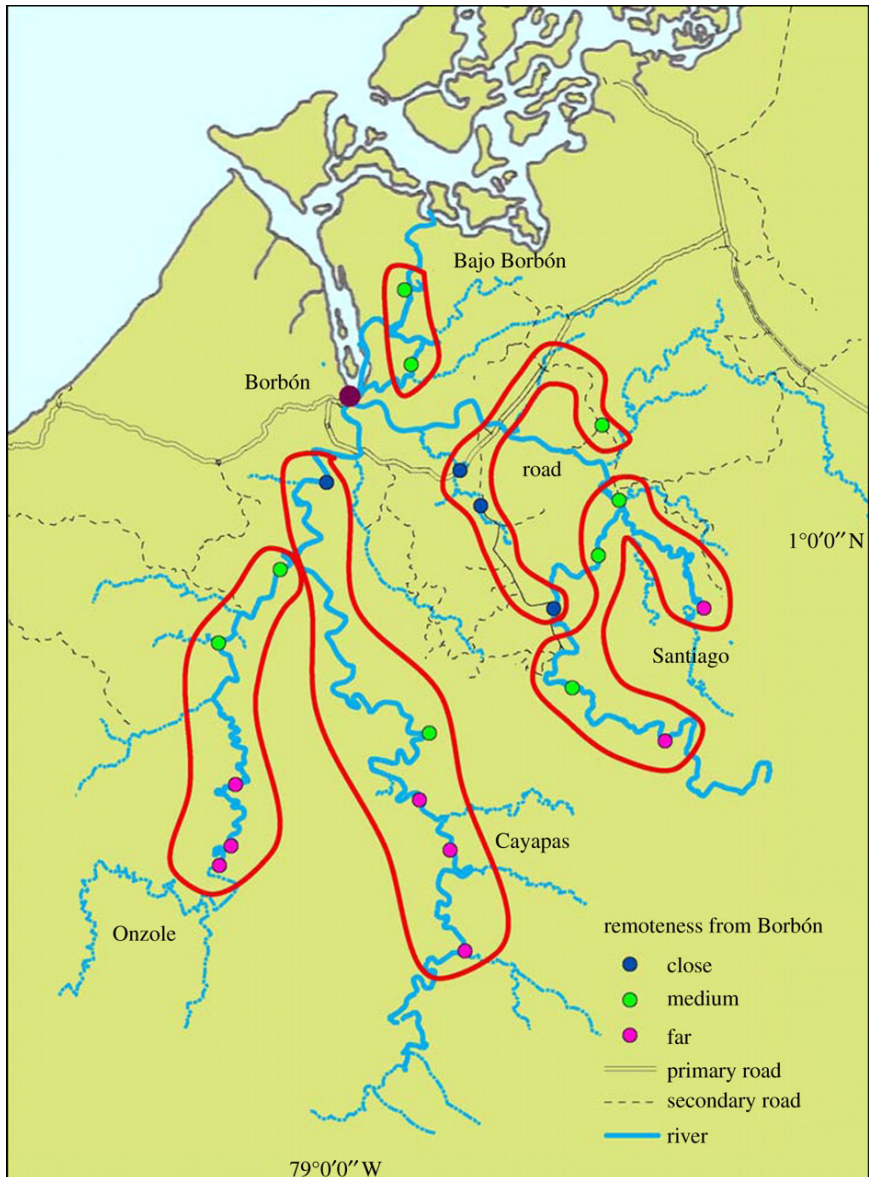 Bajo Borbón
Borbón
road
1°0′0″ N
Santiago
Cayapas
Onzole
remoteness from Borbón
close
medium
far
primary road
secondary road
river
79°0′0″ W